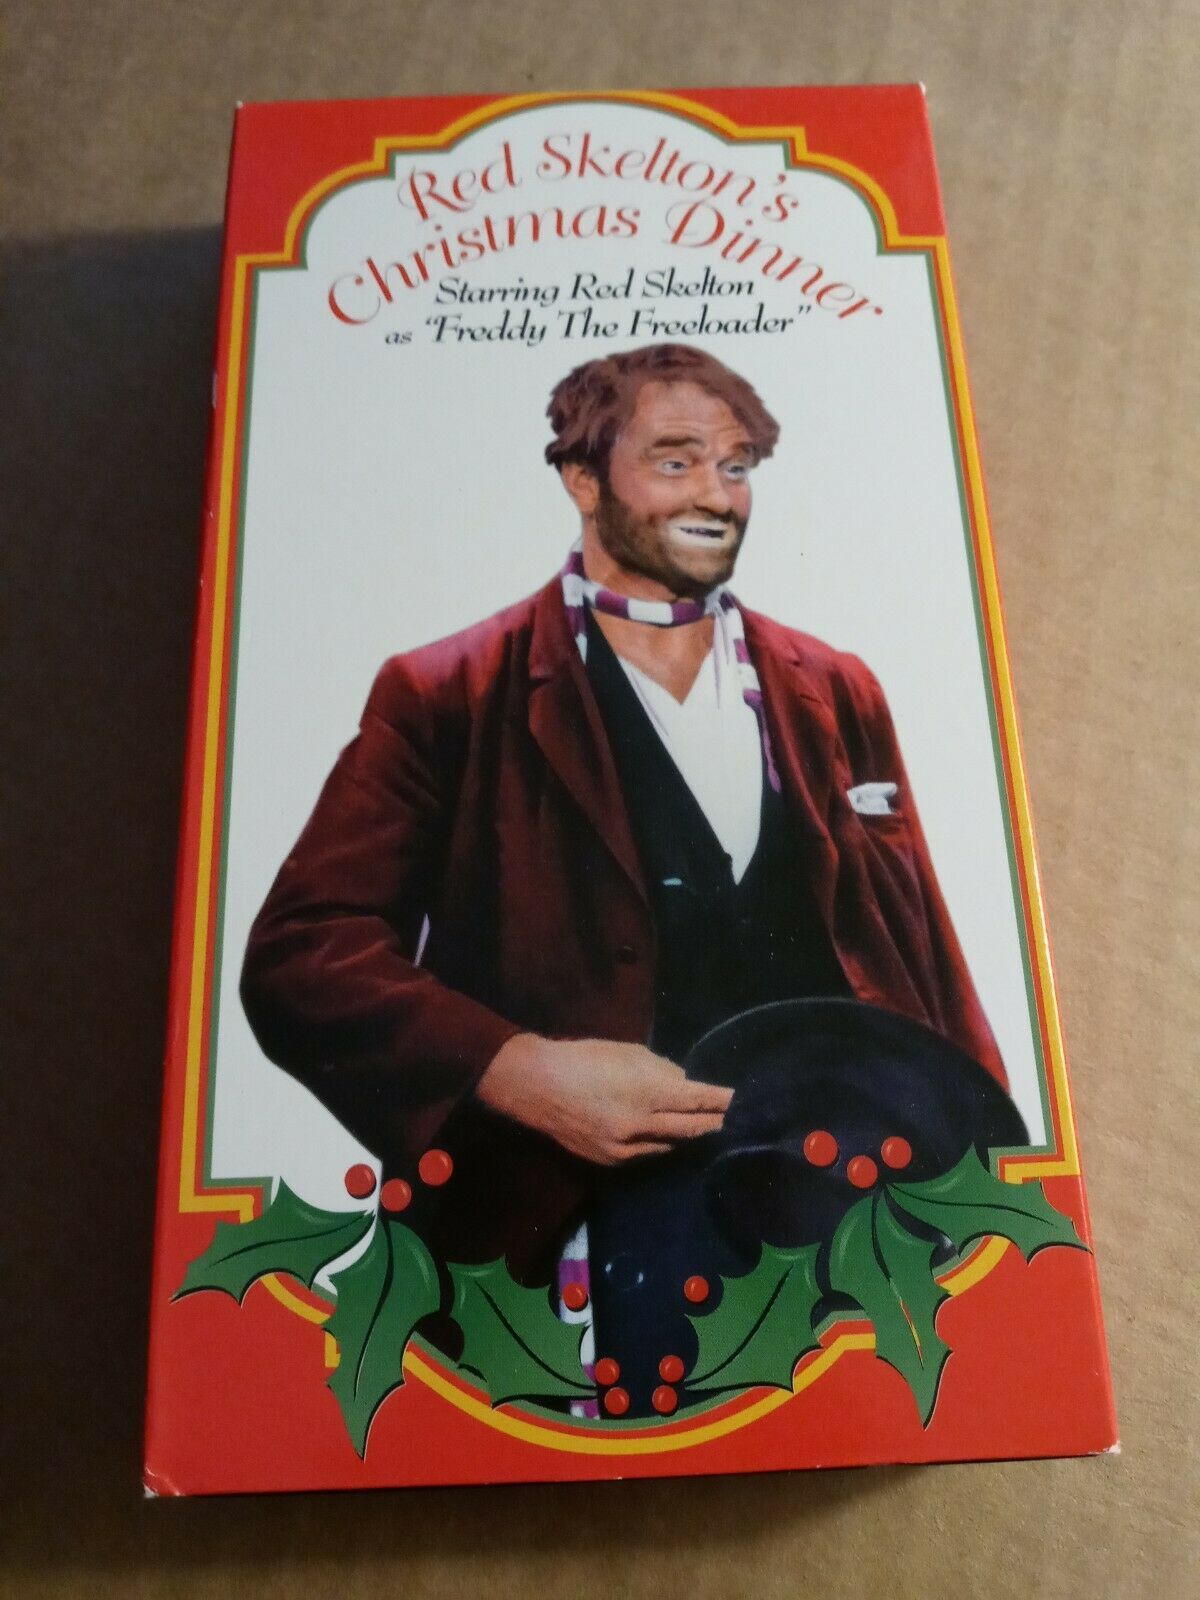 Red Skelton's
Christmas Dinner
Starring Red Skelton
as "Freddy The Freeloader"